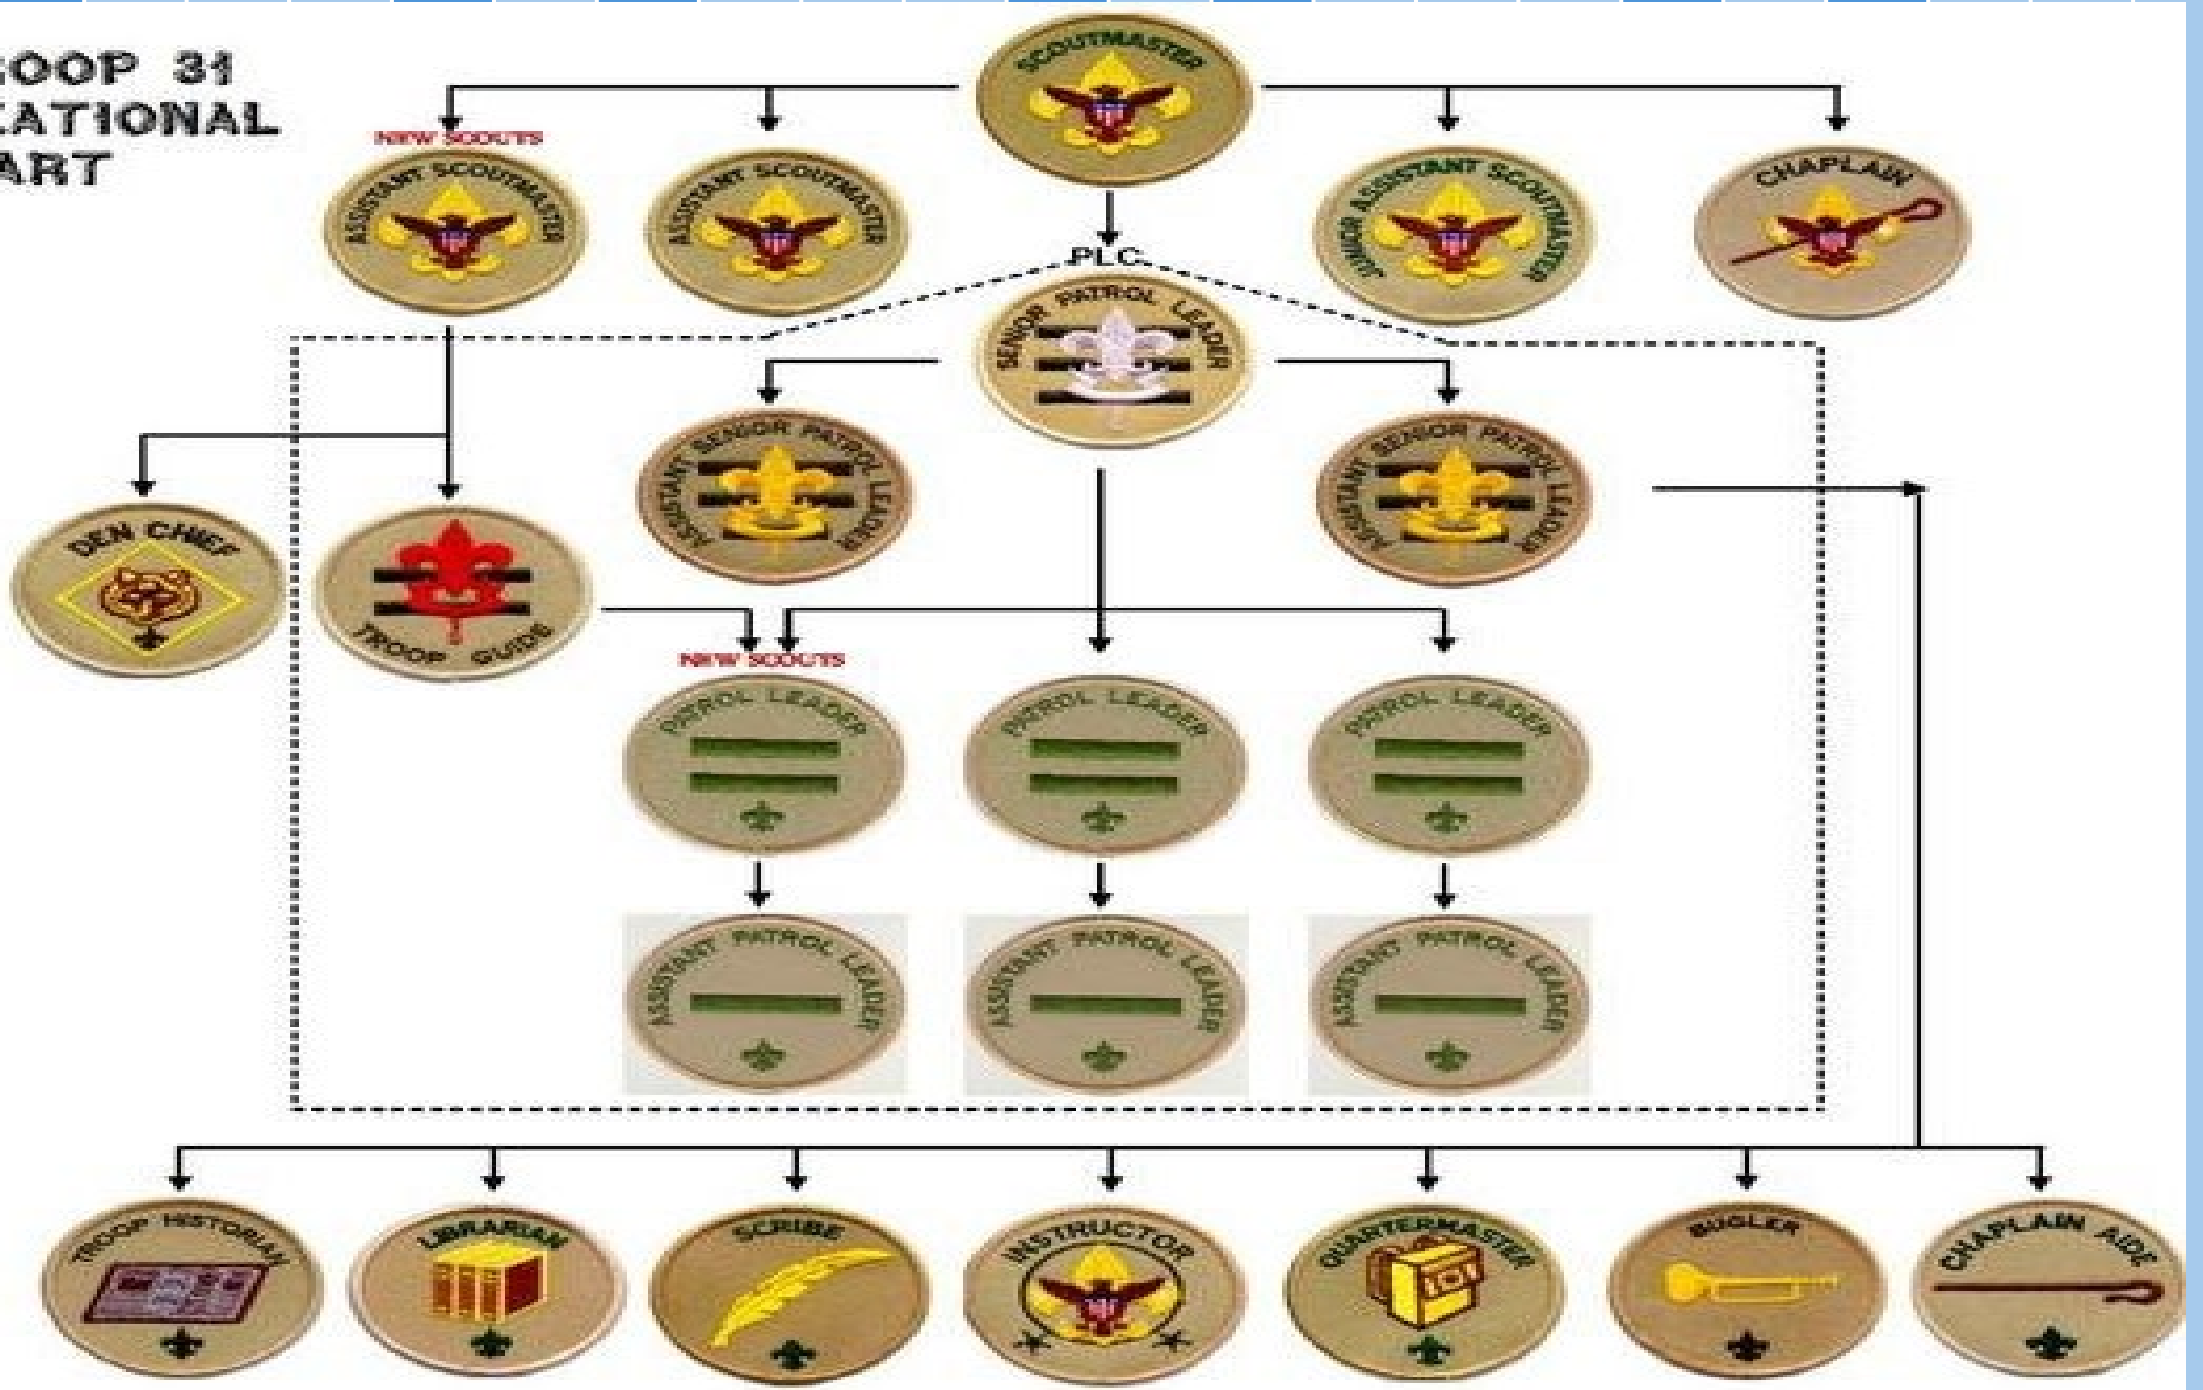 OOP 31
ZATIONAL
ART
SCOUTMASTER
NEW SCOUTS
ASSISTANT SCOUTMASTER
ASSISTANT SCOUTMASTER
JUNIOR ASSISTANT SCOUTMASTER
CHAPLAIN
PLC
SENIOR PATROL LEADER
ASSISTANT SENIOR PATROL LEADER
ASSISTANT SENIOR PATROL LEADER
DEN CHIEF
TROOP GUIDE
NEW SCOUTS
PATROL LEADER
PATROL LEADER
PATROL LEADER
ASSISTANT PATROL LEADER
ASSISTANT PATROL LEADER
ASSISTANT PATROL LEADER
TROOP HISTORIAN
LIBRARIAN
SCRIBE
INSTRUCTOR
QUARTERMASTER
BUGLER
CHAPLAIN AIDE